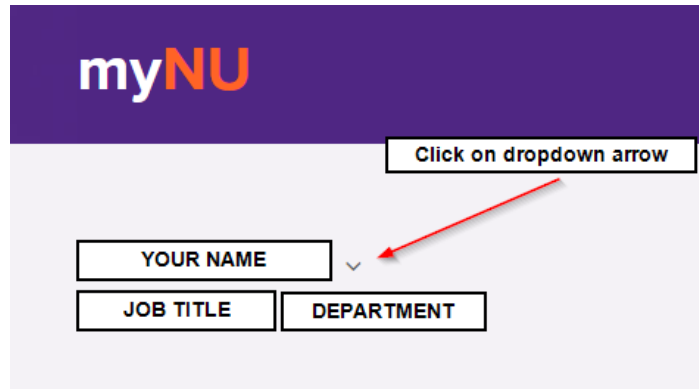 myNU
Click on dropdown arrow
YOUR NAME
JOB TITLE DEPARTMENT